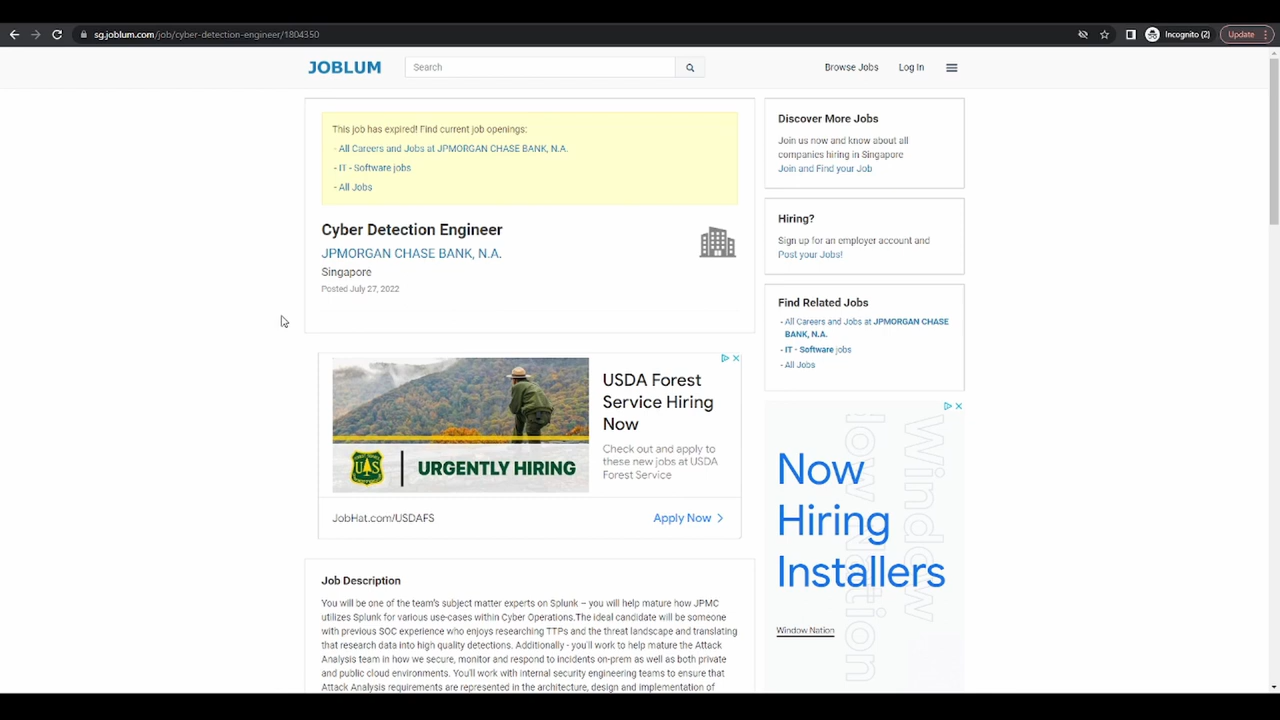 sg.joblum.com/job/cyber-detection-engineer/1804350
Incognito (2)
Update
JOBLUM
Search
Browse Jobs
Log In
This job has expired! Find current job openings:
- All Careers and Jobs at JPMORGAN CHASE BANK, N.A.
- IT - Software jobs
- All Jobs
Cyber Detection Engineer
JPMORGAN CHASE BANK, N.A.
Singapore
Posted July 27, 2022
Discover More Jobs
Join us now and know about all
companies hiring in Singapore
Join and Find your Job
Hiring?
Sign up for an employer account and
Post your Jobs!
Find Related Jobs
- All Careers and Jobs at JPMORGAN CHASE
BANK, N.A.
- IT - Software jobs
- All Jobs
URGENTLY HIRING
USDA Forest
Service Hiring
Now
Check out and apply to
these new jobs at USDA
Forest Service
JobHat.com/USDAFS
Apply Now
Now
Hiring
Installers
Window Nation
Window
Nation
Job Description
You will be one of the team's subject matter experts on Splunk – you will help mature how JPMC
utilizes Splunk for various use-cases within Cyber Operations.The ideal candidate will be someone
with previous SOC experience who enjoys researching TTPs and the threat landscape and translating
that research data into high quality detections. Additionally - you'll work to help mature the Attack
Analysis team in how we secure, monitor and respond to incidents on-prem as well as both private
and public cloud environments. You'll work with internal security engineering teams to ensure that
Attack Analysis requirements are represented in the architecture, design and implementation of